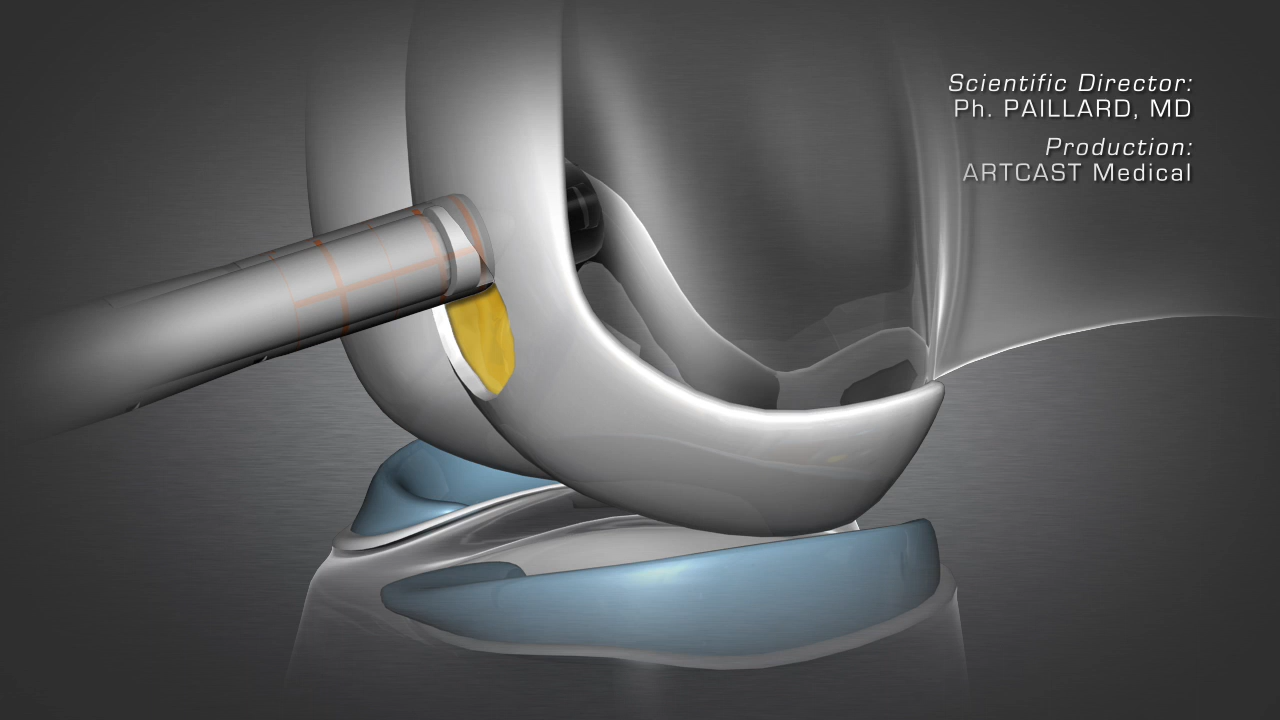 Scientific Director:
Ph. PAILLARD, MD
Production:
ARTCAST Medical